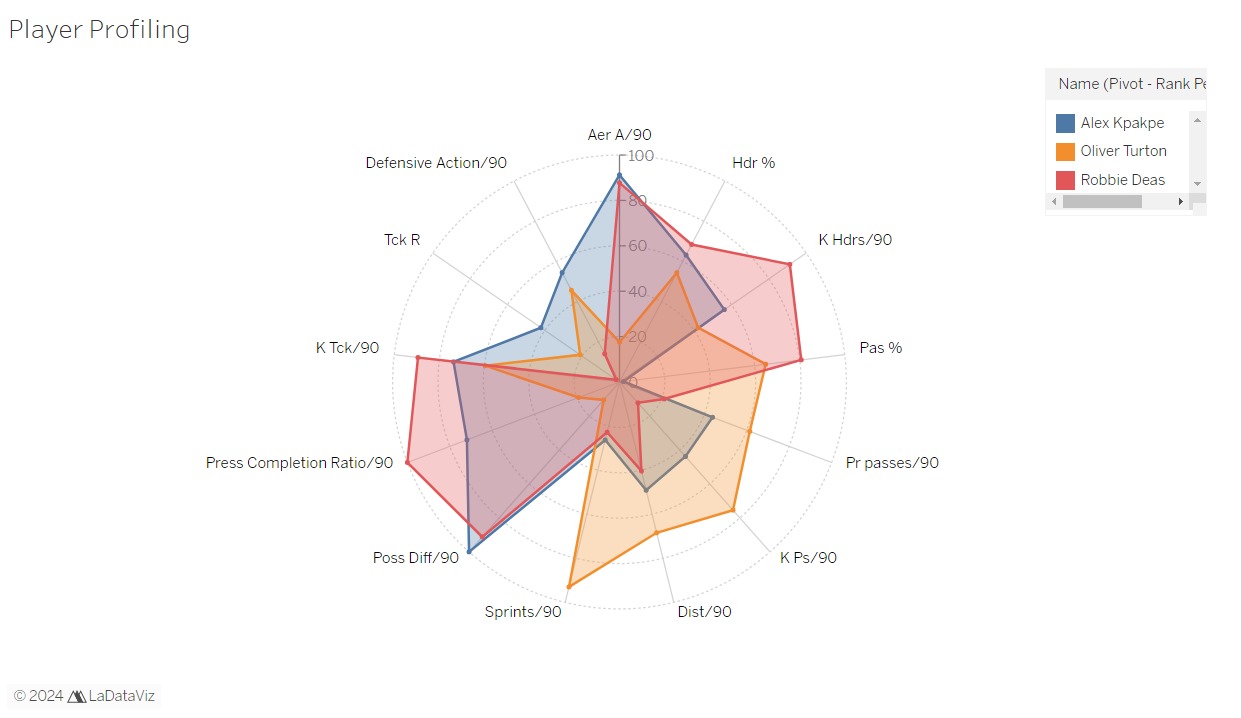 Player Profiling
Name (Pivot - Rank Pe
Alex Kpakpe
Oliver Turton
Robbie Deas
Aer A/90
100
Defensive Action/90
Hdr %
80
Tck R
K Hdrs/90
60
40
K Tck/90
20
Pas %
0
Press Completion Ratio/90
Pr passes/90
Poss Diff/90
K Ps/90
Sprints/90
Dist/90
© 2024 LaDataViz